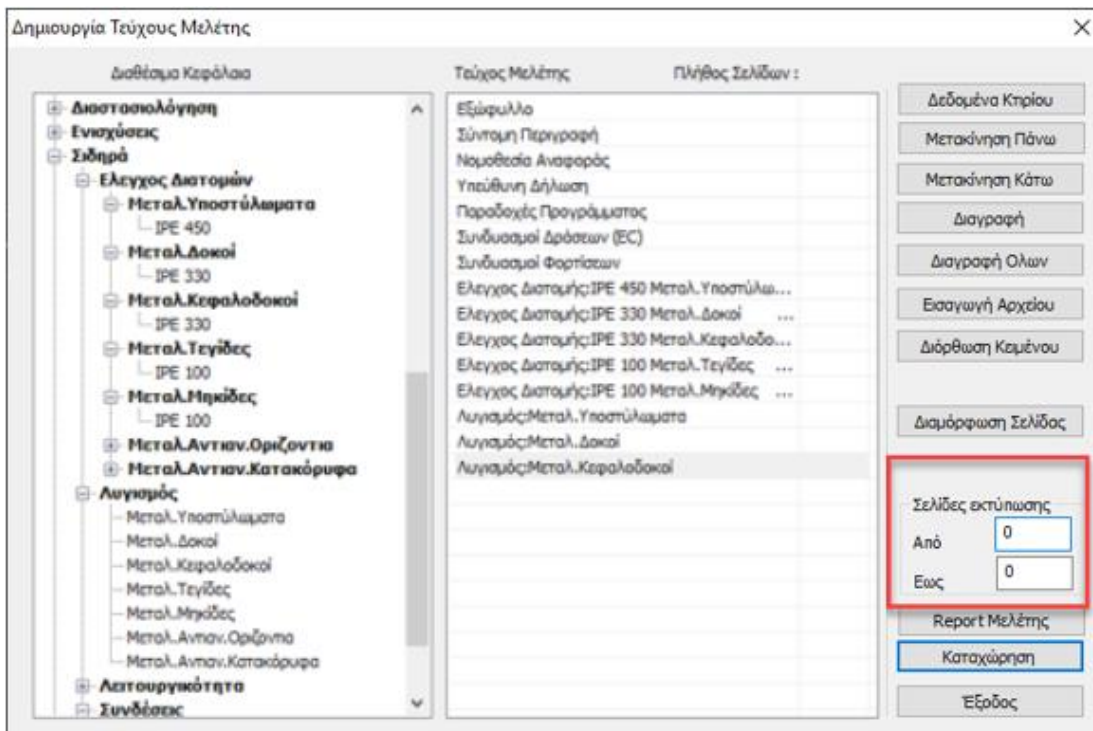 Δημιουργία Τεύχους Μελέτης
Διαθέσιμα Κεφάλαια
Διαστασιολόγηση
Ενισχύσεις
Σιδηρά
Ελεγχος Διατομών
Μεταλ.Υποστύλωματα
IPE 450
Μεταλ.Δοκοί
IPE 330
Μεταλ.Κεφαλοδοκοί
IPE 330
Μεταλ.Τεγίδες
IPE 100
Μεταλ.Μηκίδες
IPE 100
Μεταλ.Αντιαν.Οριζοντια
Μεταλ.Αντιαν.Κατακόρυφα
Λυγισμός
Μεταλ.Υποστύλωματα
Μεταλ.Δοκοί
Μεταλ.Κεφαλοδοκοί
Μεταλ.Τεγίδες
Μεταλ.Μηκίδες
Μεταλ.Αντιαν.Οριζοντια
Μεταλ.Αντιαν.Κατακόρυφα
Λειτουργικότητα
Συνδέσεις
Τεύχος Μελέτης Πλήθος Σελίδων :
Εξώφυλλο
Σύντομη Περιγραφή
Νομοθεσία Αναφοράς
Υπεύθυνη Δήλωση
Παραδοχές Προγράμματος
Συνδυασμοί Δράσεων (EC)
Συνδυασμοί Φορτίσεων
Ελεγχος Διατομής:IPE 450 Μεταλ.Υποστύλω...
Ελεγχος Διατομής:IPE 330 Μεταλ.Δοκοί ...
Ελεγχος Διατομής:IPE 330 Μεταλ.Κεφαλοδο...
Ελεγχος Διατομής:IPE 100 Μεταλ.Τεγίδες ...
Ελεγχος Διατομής:IPE 100 Μεταλ.Μηκίδες ...
Λυγισμός:Μεταλ.Υποστύλωματα
Λυγισμός:Μεταλ.Δοκοί
Λυγισμός:Μεταλ.Κεφαλοδοκοί
Δεδομένα Κτιρίου
Μετακίνηση Πάνω
Μετακίνηση Κάτω
Διαγραφή
Διαγραφή Ολων
Εισαγωγή Αρχείου
Διόρθωση Κειμένου
Διαμόρφωση Σελίδας
Σελίδες εκτύπωσης
Από 0
Εως 0
Report Μελέτης
Καταχώρηση
Έξοδος